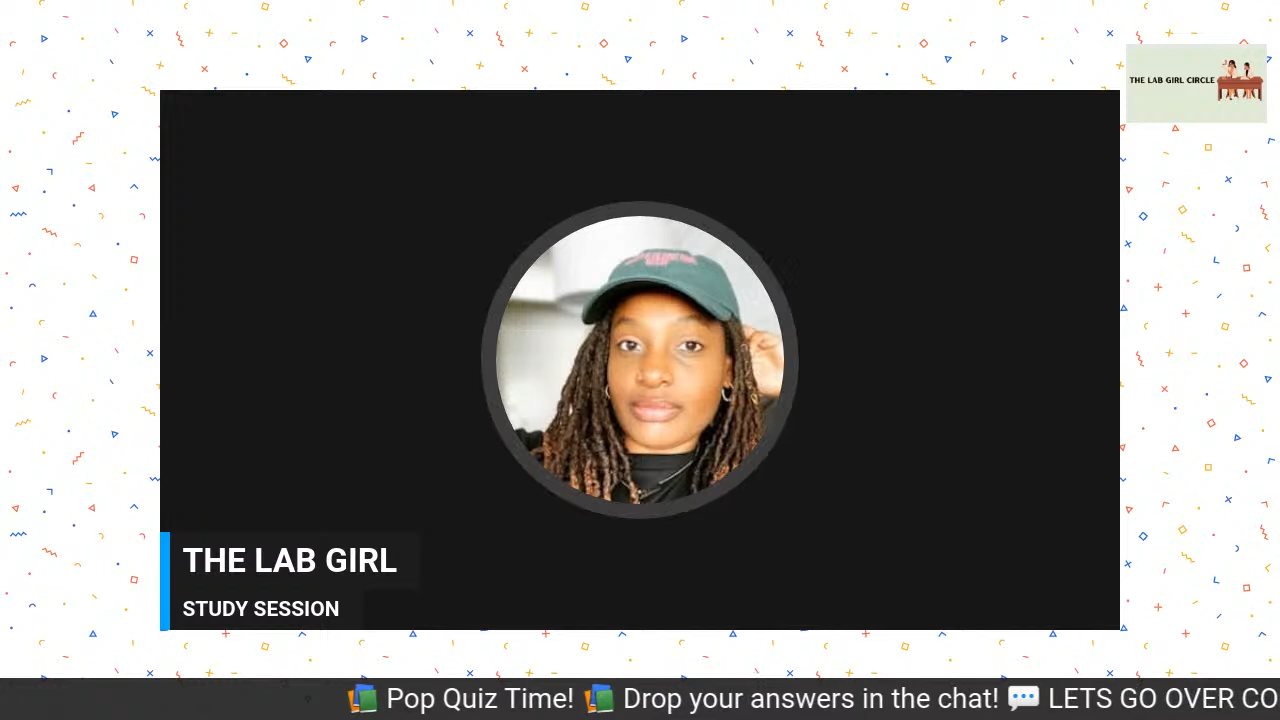 THE LAB GIRL CIRCLE
THE LAB GIRL
STUDY SESSION
Pop Quiz Time! Drop your answers in the chat! LETS GO OVER CO